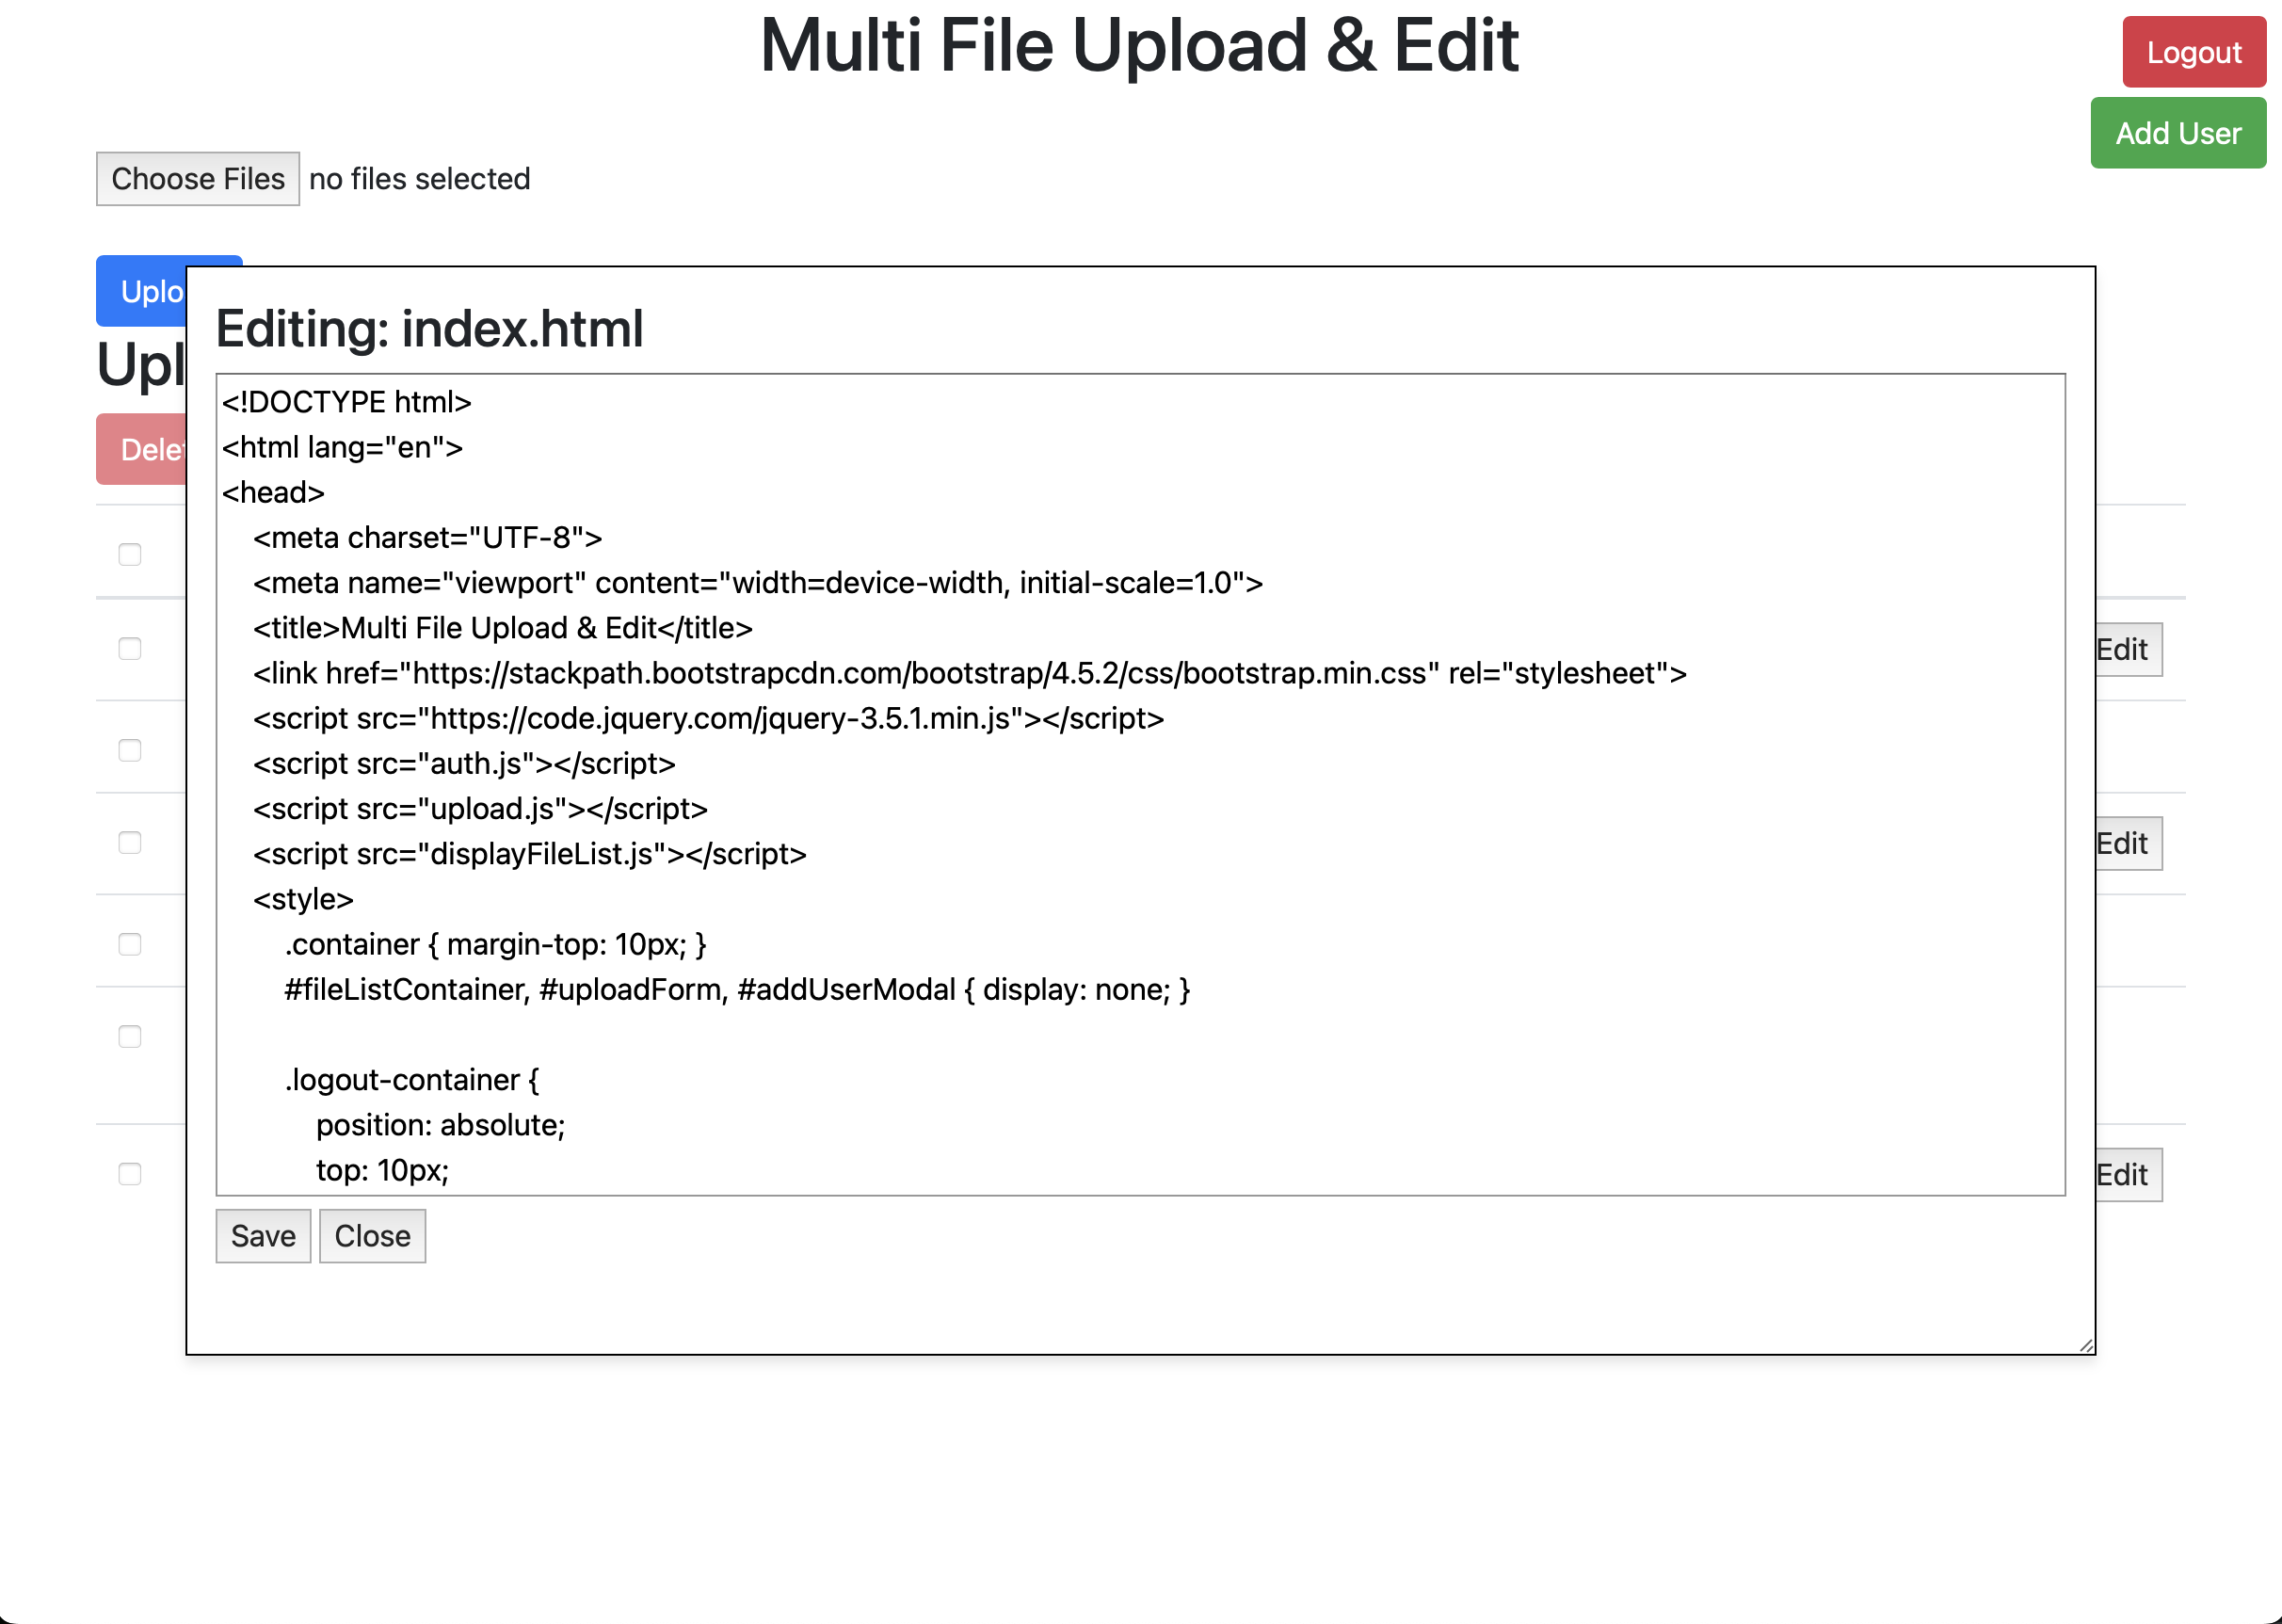 Multi File Upload & Edit
Logout
Add User
Choose Files no files selected
Uplo
Upl
Delet
Editing: index.html
<!DOCTYPE html>
<html lang="en">
<head>
    <meta charset="UTF-8">
    <meta name="viewport" content="width=device-width, initial-scale=1.0">
    <title>Multi File Upload & Edit</title>
    <link href="https://stackpath.bootstrapcdn.com/bootstrap/4.5.2/css/bootstrap.min.css" rel="stylesheet">
    <script src="https://code.jquery.com/jquery-3.5.1.min.js"></script>
    <script src="auth.js"></script>
    <script src="upload.js"></script>
    <script src="displayFileList.js"></script>
    <style>
        .container { margin-top: 10px; }
        #fileListContainer, #uploadForm, #addUserModal { display: none; }
        .logout-container {
            position: absolute;
            top: 10px;
Save Close
Edit
Edit
Edit